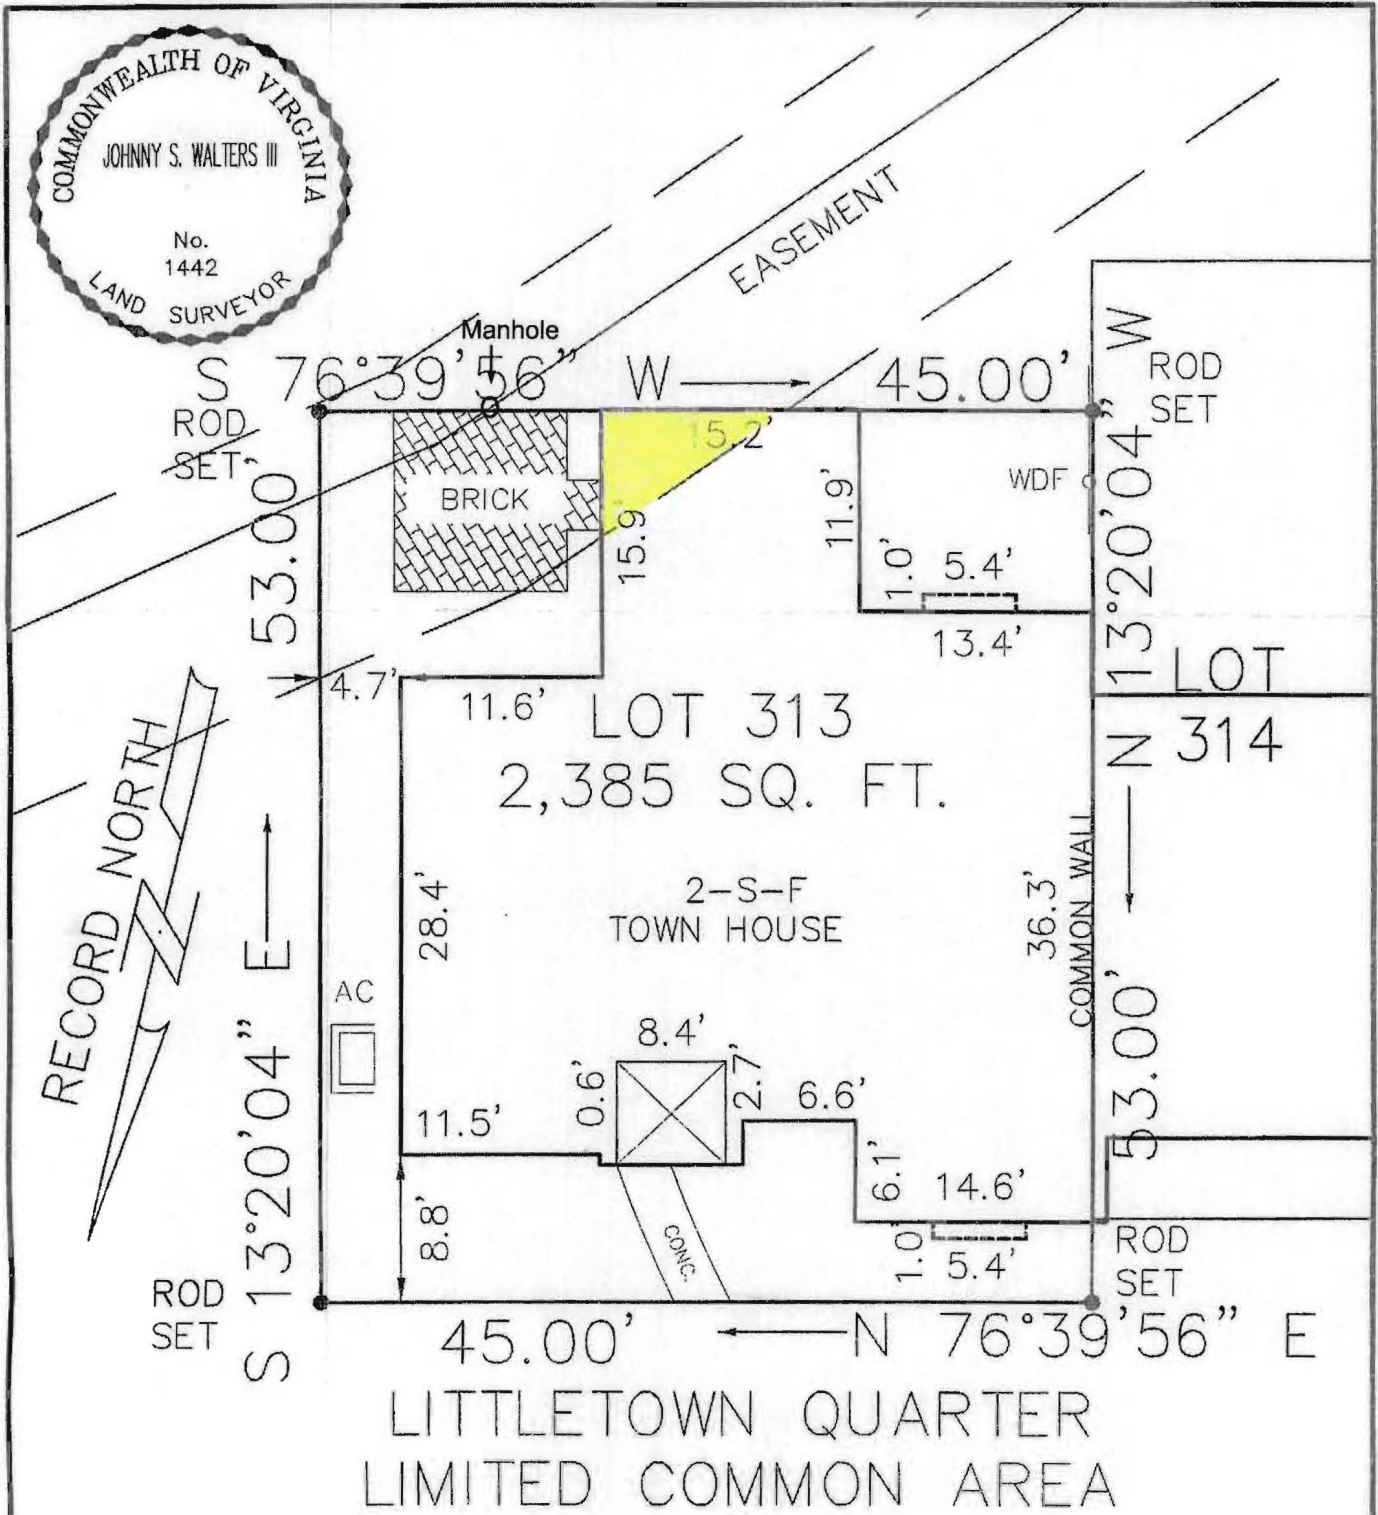 COMMONWEALTH OF VIRGINIA
JOHNNY S. WALTERS III
No.
1442
LAND SURVEYOR
EASEMENT
Manhole
S 76°39'56" W 45.00'
ROD
SET
ROD
SET
15.2'
WDF
BRICK
15.9'
11.9'
1.0'
5.4'
13.4'
53.00'
S 13°20'04" E
N 13°20'04" W
53.00'
4.7'
11.6'
LOT 313
2,385 SQ. FT.
LOT
314
RECORD NORTH
28.4'
2-S-F
TOWN HOUSE
36.3'
COMMON WALL
AC
8.4'
0.6'
2.7'
6.6'
11.5'
6.1'
14.6'
8.8'
CONC.
1.0'
5.4'
ROD
SET
ROD
SET
45.00' N 76°39'56" E
LITTLETOWN QUARTER
LIMITED COMMON AREA